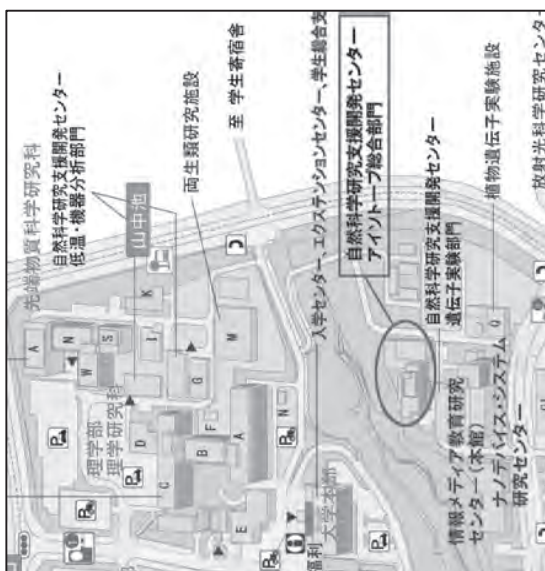 先端物質科学研究科
自然科学研究支援開発センター
低温・機器分析部門
山中池
両生類研究施設
至 学生寄宿舎
入学センター、エクステンションセンター、学生総合支
自然科学研究支援開発センター
アイソトープ総合部門
自然科学研究支援開発センター
遺伝子実験部門
植物遺伝子実験施設
放射光科学研究センター
理学部
理学研究科
大学本部
福利
情報メディア教育研究
センター(本館)
ナノデバイス・システム
研究センター
A
N
S
W
I
K
G
M
D
C
B
F
A
E
N
O
P
P
P
P
P
P